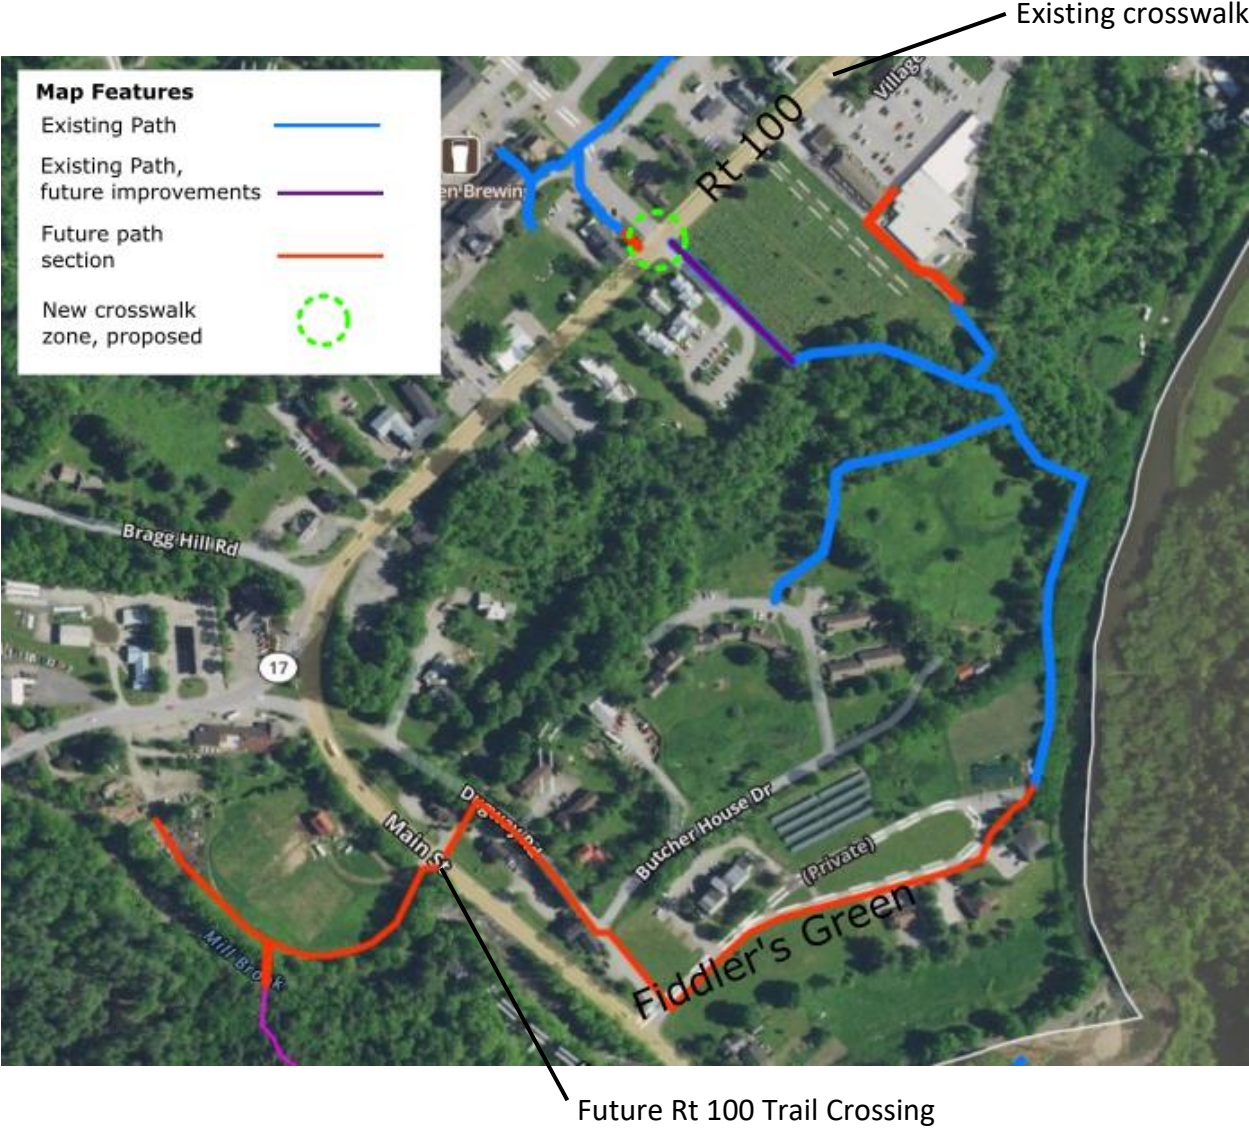 Existing crosswalk
Map Features
Existing Path
Existing Path,
future improvements
Future path
section
New crosswalk
zone, proposed
Village
Rt 100
en Brewin
Bragg Hill Rd
17
Main St
Butcher House Dr
(Private)
Fiddler's Green
Mill Brook
Future Rt 100 Trail Crossing